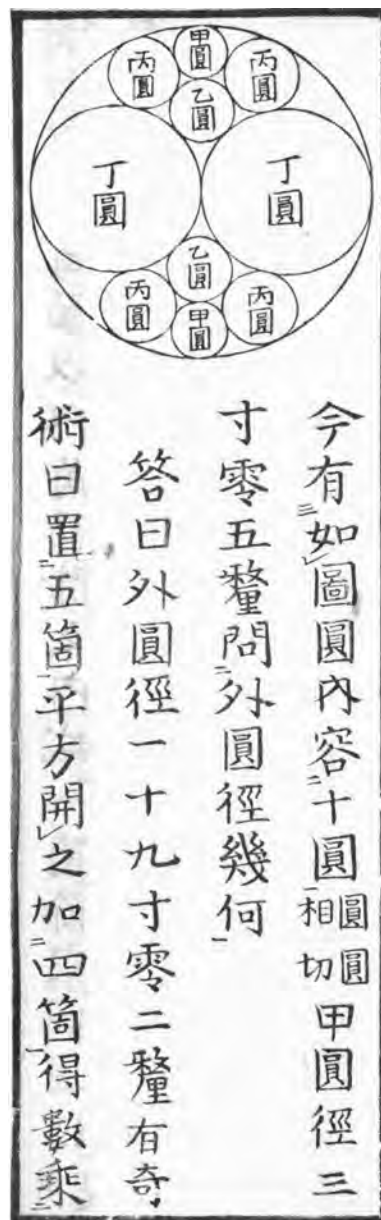 甲圓
丙圓
丙圓
乙圓
丁圓
丁圓
乙圓
丙圓
丙圓
甲圓
今有如圖圓内容十圓圓圓相切甲圓徑三
寸零五釐問外圓徑幾何
答曰外圓徑一十九寸零二釐有奇
術曰置五箇平方開之加四箇得數乘